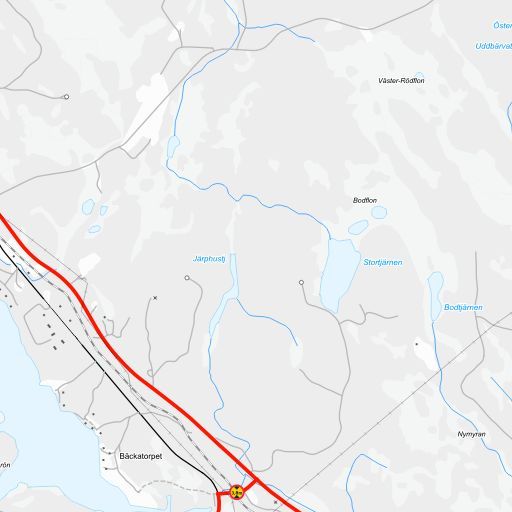 Öster
Uddbärvat
Väster-Rödflon
Bodflon
Järphustj
Stortjärnen
Bodtjärnen
Nymyran
Bäckatorpet
rön